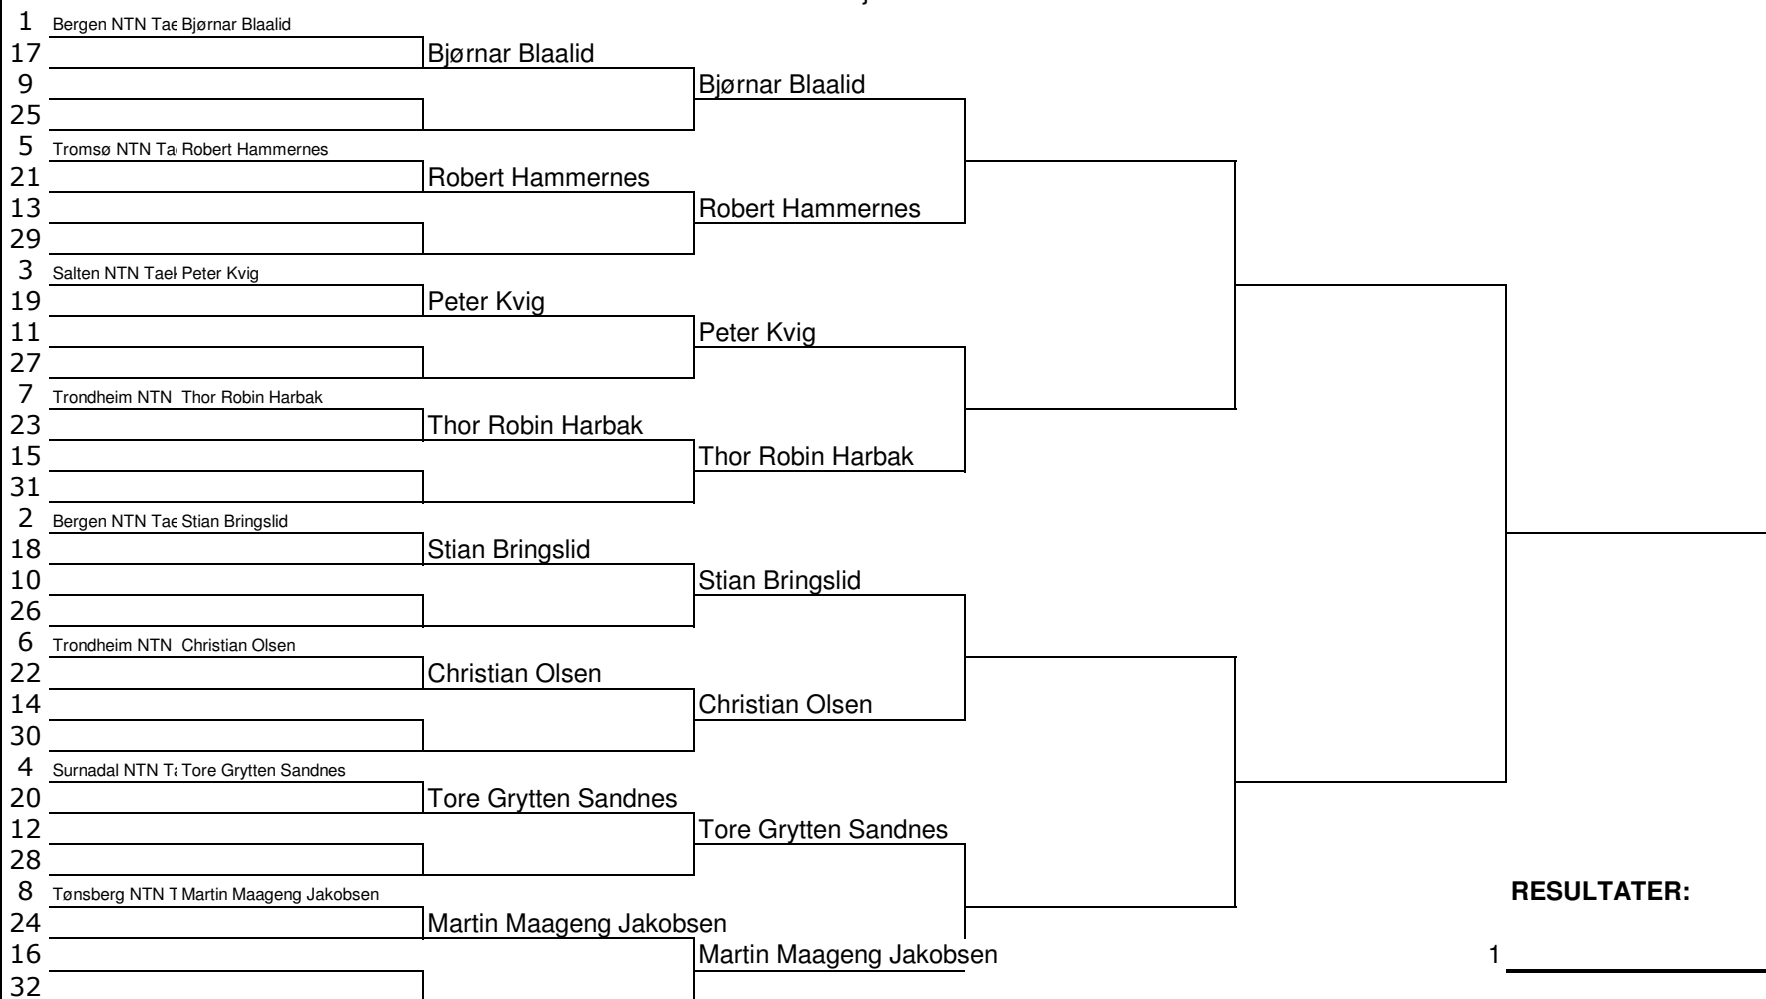 1 Bergen NTN Tae Bjørnar Blaalid
17 Bjørnar Blaalid
9 Bjørnar Blaalid
25
5 Tromsø NTN Ta Robert Hammernes
21 Robert Hammernes
13 Robert Hammernes
29
3 Salten NTN Taek Peter Kvig
19 Peter Kvig
11 Peter Kvig
27
7 Trondheim NTN Thor Robin Harbak
23 Thor Robin Harbak
15 Thor Robin Harbak
31
2 Bergen NTN Tae Stian Bringslid
18 Stian Bringslid
10 Stian Bringslid
26
6 Trondheim NTN Christian Olsen
22 Christian Olsen
14 Christian Olsen
30
4 Surnadal NTN Ta Tore Grytten Sandnes
20 Tore Grytten Sandnes
12 Tore Grytten Sandnes
28
8 Tønsberg NTN T Martin Maageng Jakobsen
RESULTATER:
24 Martin Maageng Jakobsen
16 Martin Maageng Jakobsen 1
32